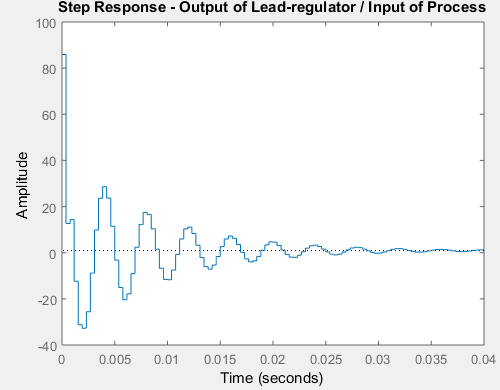 Step Response - Output of Lead-regulator / Input of Process
100
80
60
40
20
0
-20
-40
Amplitude
0 0.005 0.01 0.015 0.02 0.025 0.03 0.035 0.04
Time (seconds)